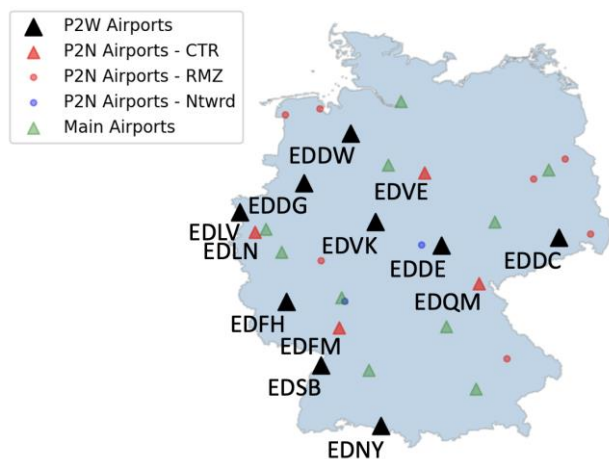 P2W Airports
P2N Airports - CTR
P2N Airports - RMZ
P2N Airports - Ntwrd
Main Airports
EDDW
EDDG
EDVE
EDLV
EDLN
EDVK
EDDE
EDDC
EDQM
EDFH
EDFM
EDSB
EDNY